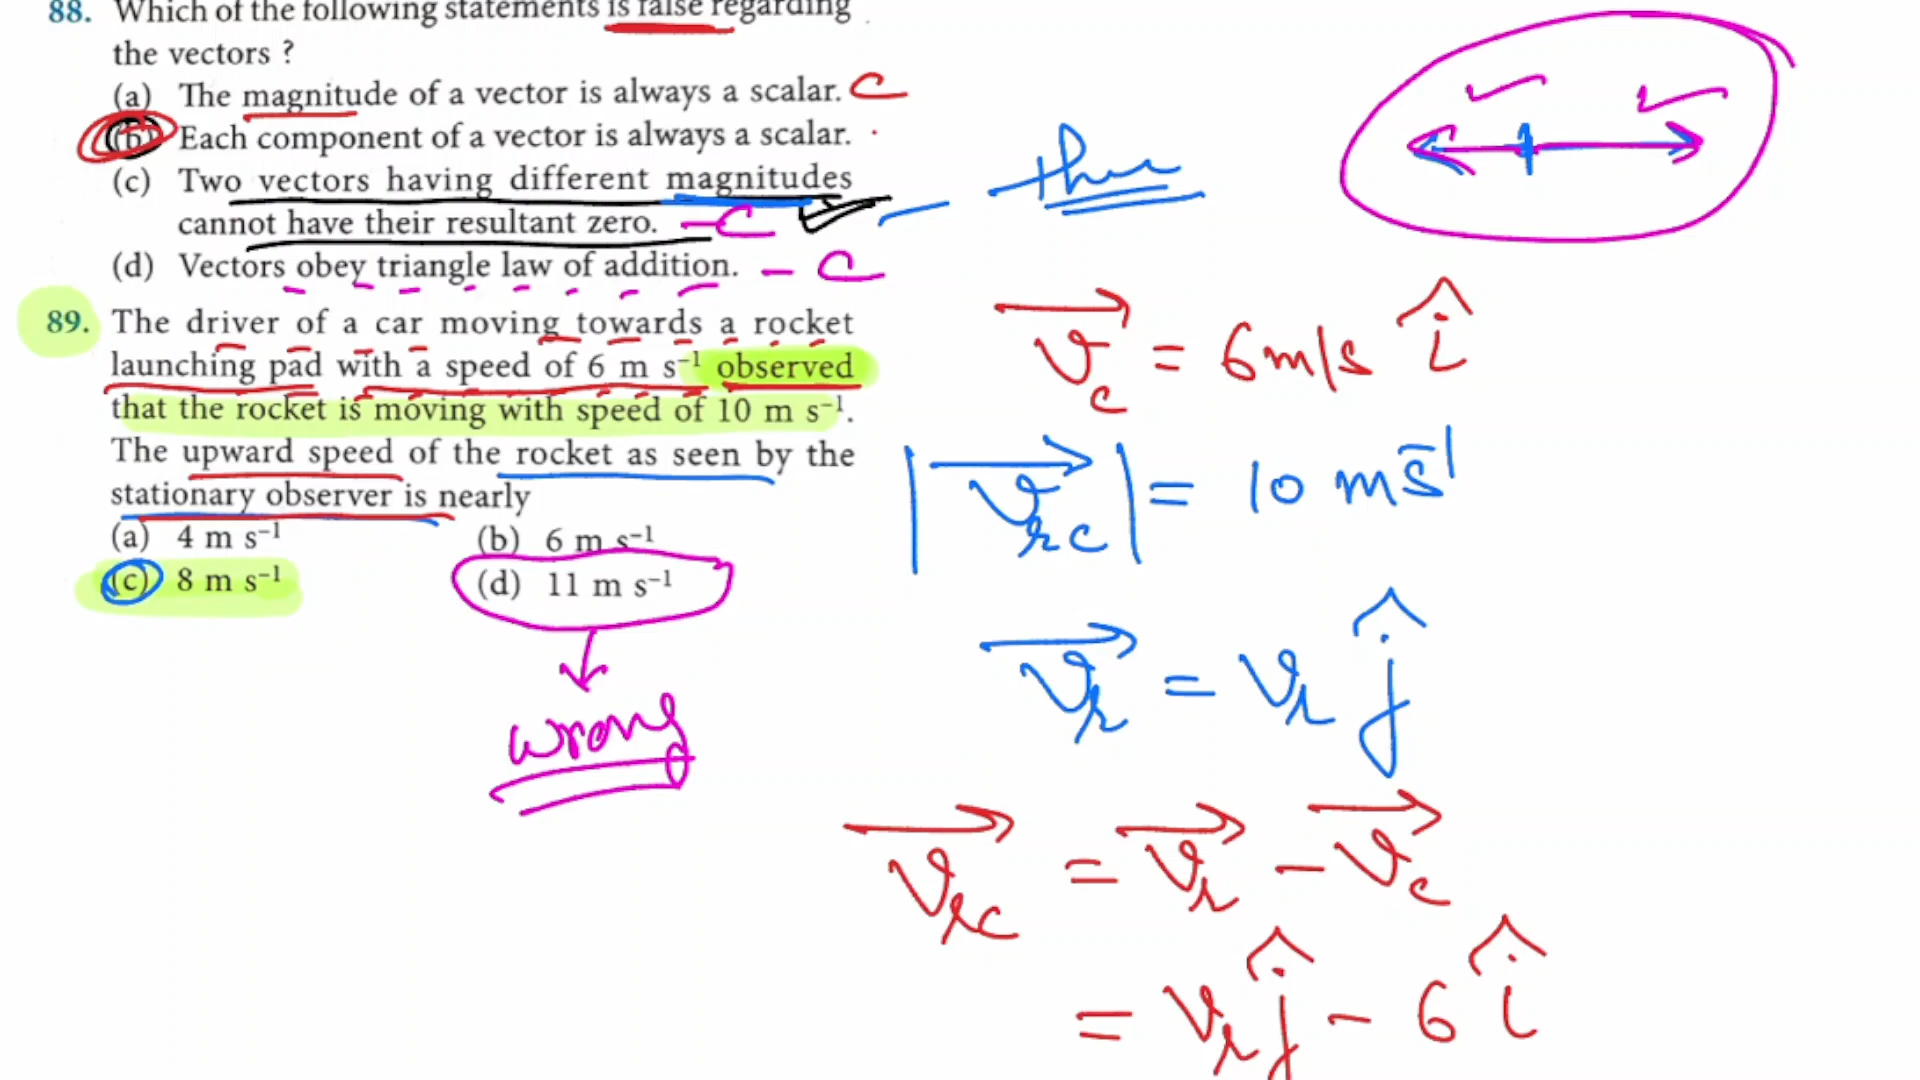 88. Which of the following statements is false regarding
the vectors ?
(a) The magnitude of a vector is always a scalar. C
(b) Each component of a vector is always a scalar.
(c) Two vectors having different magnitudes
cannot have their resultant zero. - C
(d) Vectors obey triangle law of addition. - C
89. The driver of a car moving towards a rocket
launching pad with a speed of 6 m s⁻¹ observed
that the rocket is moving with speed of 10 m s⁻¹.
The upward speed of the rocket as seen by the
stationary observer is nearly
(a) 4 m s⁻¹ (b) 6 m s⁻¹
(c) 8 m s⁻¹ (d) 11 m s⁻¹
wrong
v⃗c = 6 m/s î
|v⃗rc| = 10 ms⁻¹
v⃗r = vr ĵ
v⃗rc = v⃗r - v⃗c
= vr ĵ - 6 î